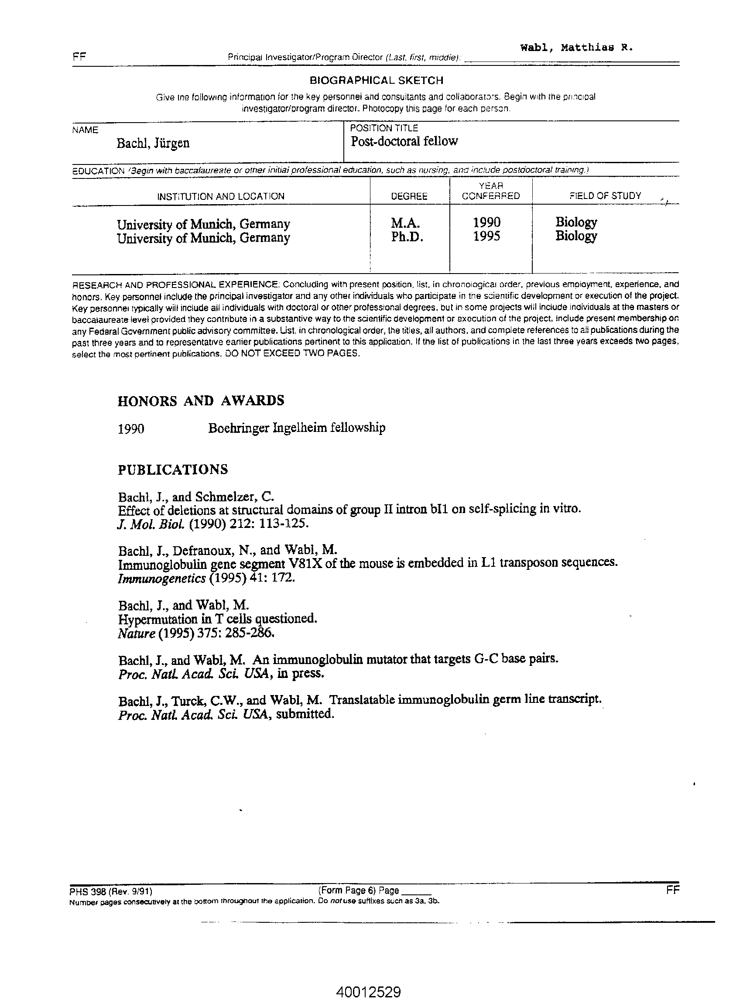 Wabl, Matthias R.
FF Principal Investigator/Program Director (Last, first, middle):
BIOGRAPHICAL SKETCH
Give the following information for the key personnel and consultants and collaborators. Begin with the principal
investigator/program director. Photocopy this page for each person.
NAME POSITION TITLE
Bachl, Jürgen Post-doctoral fellow
EDUCATION (Begin with baccalaureate or other initial professional education, such as nursing, and include postdoctoral training.)
INSTITUTION AND LOCATION DEGREE YEAR CONFERRED FIELD OF STUDY
University of Munich, Germany M.A. 1990 Biology
University of Munich, Germany Ph.D. 1995 Biology
RESEARCH AND PROFESSIONAL EXPERIENCE: Concluding with present position, list, in chronological order, previous employment, experience, and
honors. Key personnel include the principal investigator and any other individuals who participate in the scientific development or execution of the project.
Key personnel typically will include all individuals with doctoral or other professional degrees, but in some projects will include individuals at the masters or
baccalaureate level provided they contribute in a substantive way to the scientific development or execution of the project. Include present membership on
any Federal Government public advisory committee. List, in chronological order, the titles, all authors, and complete references to all publications during the
past three years and to representative earlier publications pertinent to this application. If the list of publications in the last three years exceeds two pages,
select the most pertinent publications. DO NOT EXCEED TWO PAGES.
HONORS AND AWARDS
1990 Boehringer Ingelheim fellowship
PUBLICATIONS
Bachl, J., and Schmelzer, C.
Effect of deletions at structural domains of group II intron bI1 on self-splicing in vitro.
J. Mol. Biol. (1990) 212: 113-125.
Bachl, J., Defranoux, N., and Wabl, M.
Immunoglobulin gene segment V81X of the mouse is embedded in L1 transposon sequences.
Immunogenetics (1995) 41: 172.
Bachl, J., and Wabl, M.
Hypermutation in T cells questioned.
Nature (1995) 375: 285-286.
Bachl, J., and Wabl, M. An immunoglobulin mutator that targets G-C base pairs.
Proc. Natl. Acad. Sci. USA, in press.
Bachl, J., Turck, C.W., and Wabl, M. Translatable immunoglobulin germ line transcript.
Proc. Natl. Acad. Sci. USA, submitted.
PHS 398 (Rev. 9/91) (Form Page 6) Page ______ FF
Number pages consecutively at the bottom throughout the application. Do not use suffixes such as 3a, 3b.
40012529